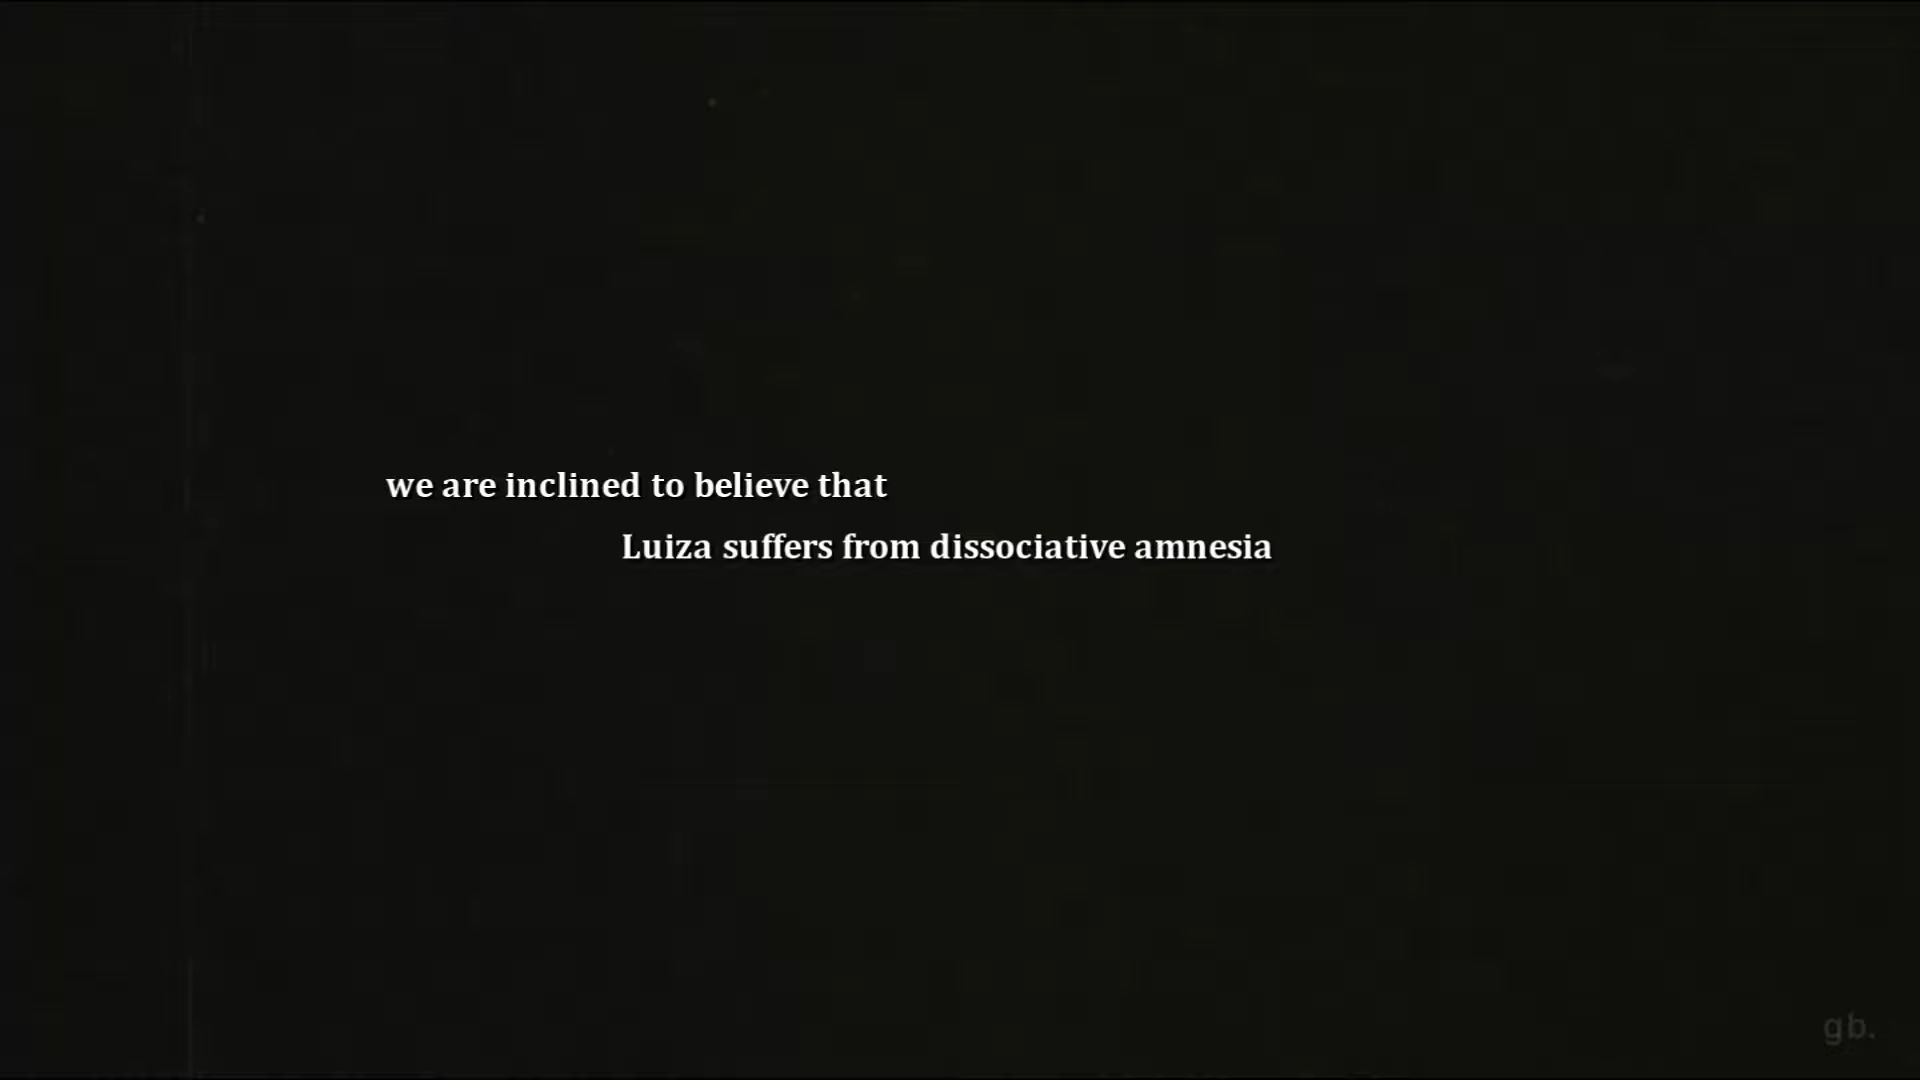 we are inclined to believe that
Luiza suffers from dissociative amnesia
gb.